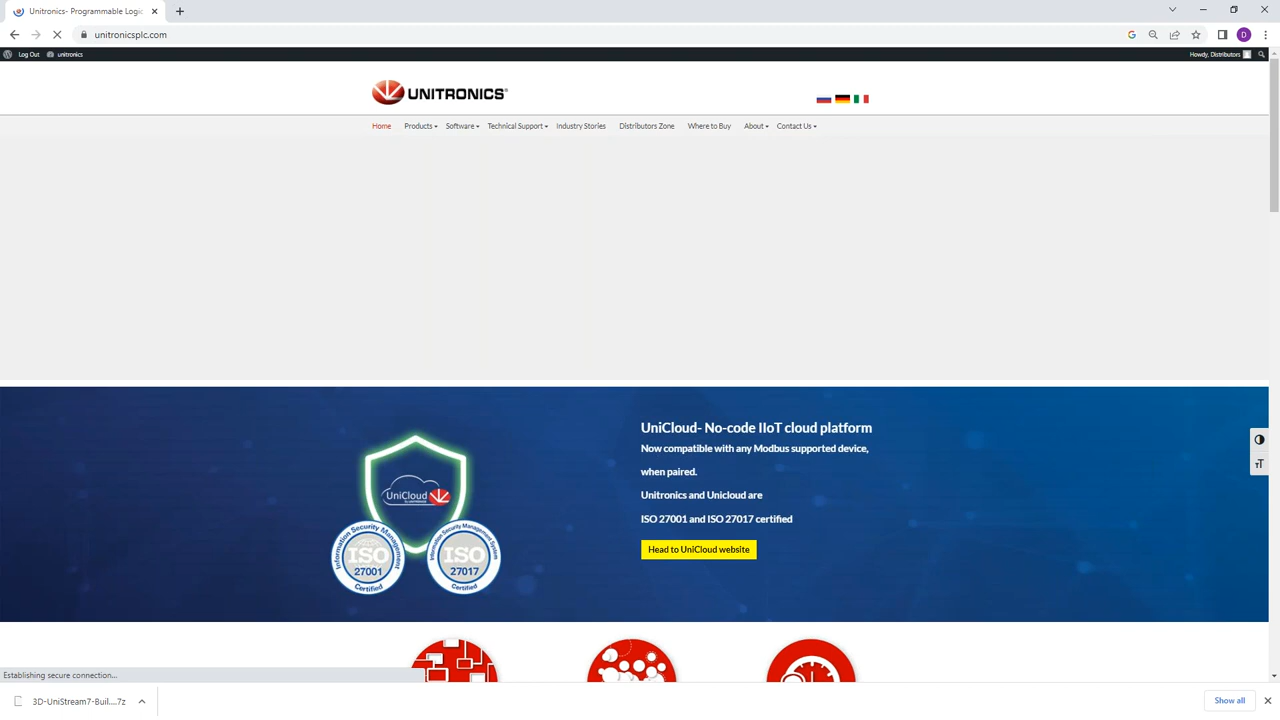 Unitronics- Programmable Logic
unitronicsplc.com
D
Log Out
unitronics
Howdy, Distributors
UNITRONICS®
Home
Products
Software
Technical Support
Industry Stories
Distributors Zone
Where to Buy
About
Contact Us
UniCloud- No-code IIoT cloud platform
Now compatible with any Modbus supported device,
when paired.
Unitronics and Unicloud are
ISO 27001 and ISO 27017 certified
Head to UniCloud website
UniCloud
Information Security Management
ISO
27001
Certified
Information Security Management System
ISO
27017
Certified
TT
Establishing secure connection...
3D-UniStream7-Buil....7z
Show all